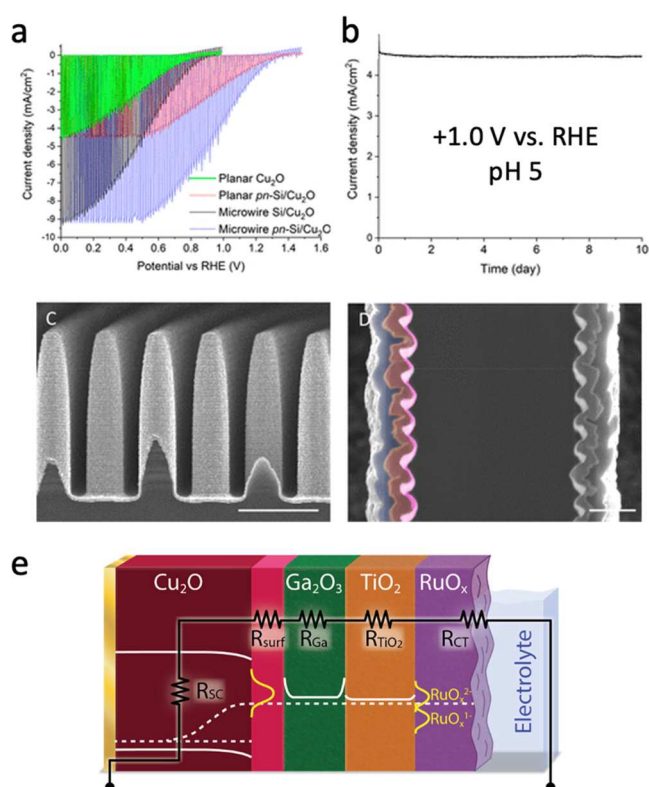 a
Current density (mA/cm²)
0
-1
-2
-3
-4
-5
-6
-7
-8
-9
-10
Planar Cu₂O
Planar pn-Si/Cu₂O
Microwire Si/Cu₂O
Microwire pn-Si/Cu₂O
0.0 0.2 0.4 0.6 0.8 1.0 1.2 1.4 1.6
Potential vs RHE (V)
b
Current density (mA/cm²)
4
3
2
1
0
+1.0 V vs. RHE
pH 5
0 2 4 6 8 10
Time (day)
C
D
e
Cu₂O Ga₂O₃ TiO₂ RuOₓ
R_SC R_surf R_Ga R_TiO₂ R_CT
RuOₓ²⁻
RuOₓ¹⁻
Electrolyte